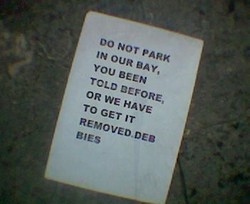 DO NOT PARK
IN OUR BAY,
YOU BEEN
TOLD BEFORE,
OR WE HAVE
TO GET IT
REMOVED.DEB
BIES